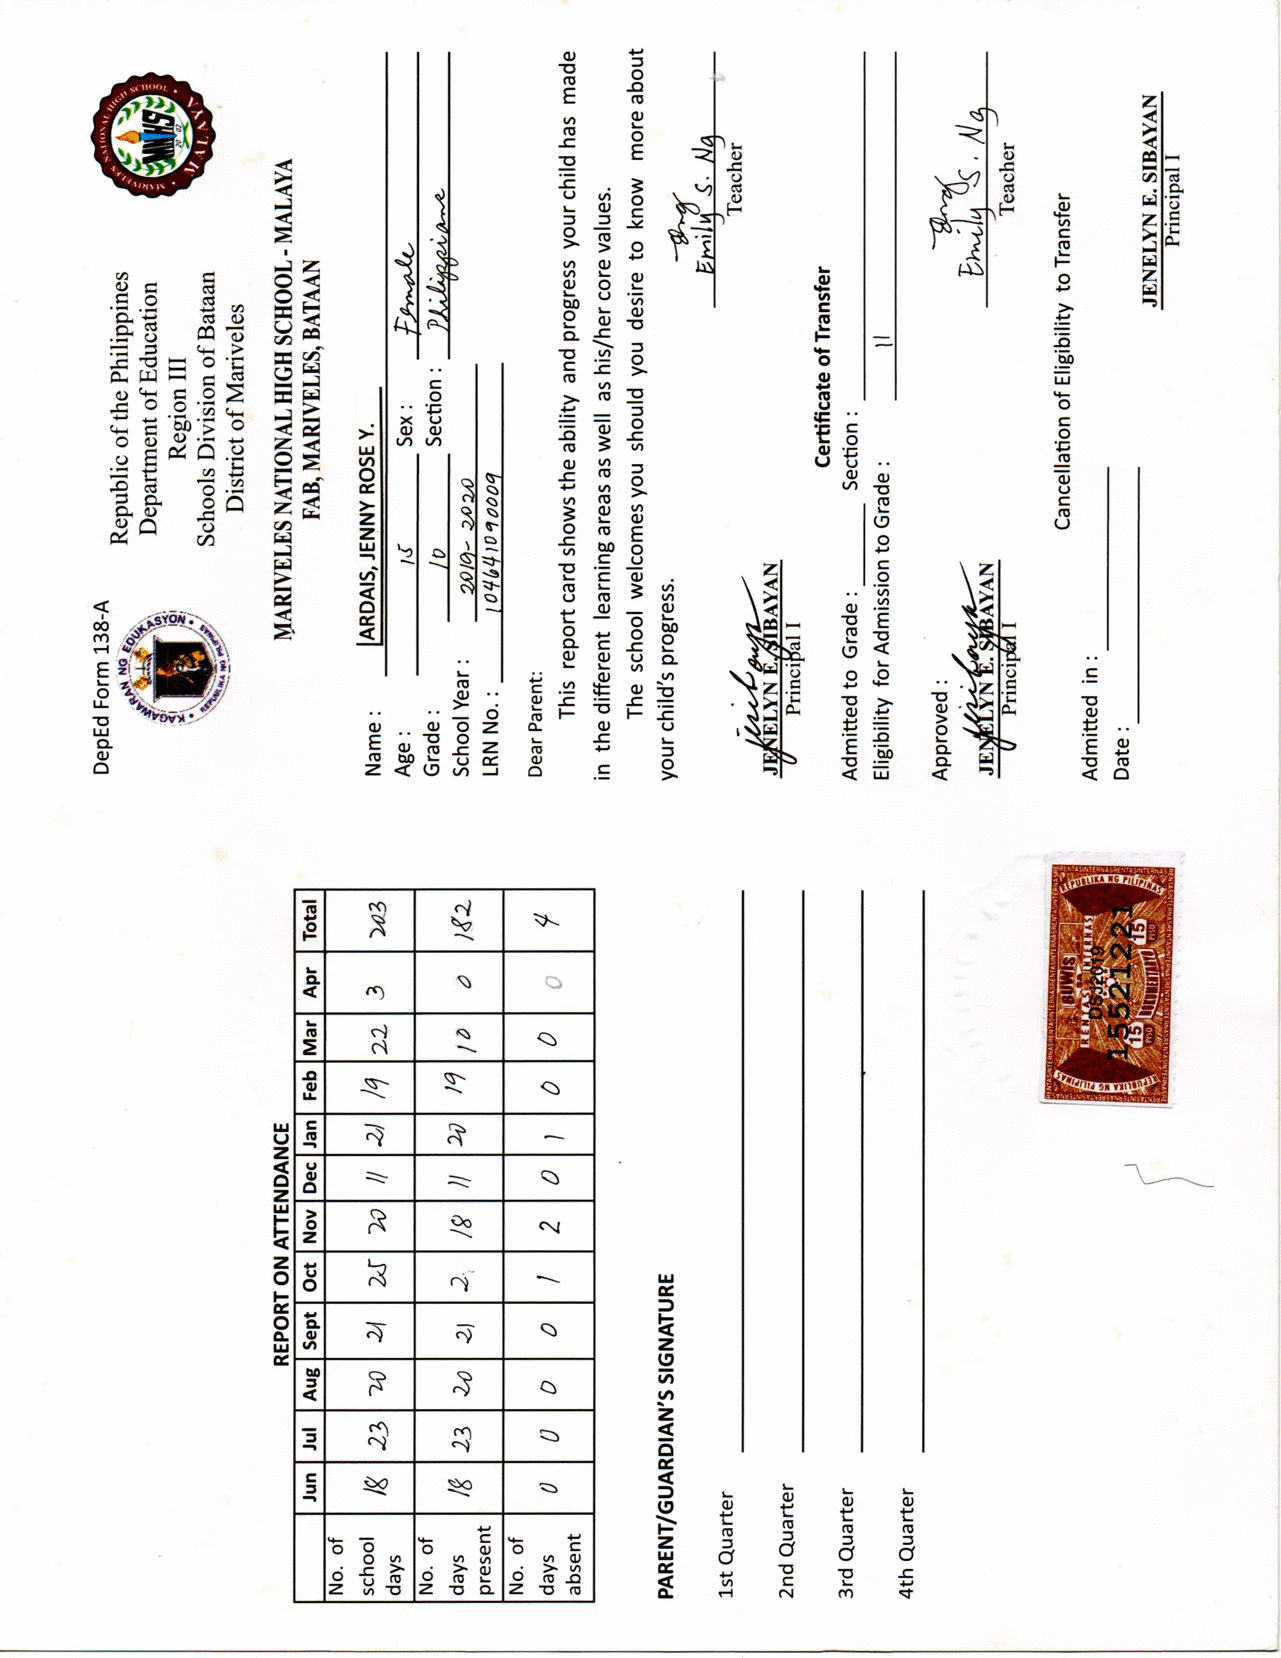 REPORT ON ATTENDANCE
Jun Jul Aug Sept Oct Nov Dec Jan Feb Mar Apr Total
No. of school days 18 23 20 21 25 20 11 21 19 22 3 203
No. of days present 18 23 20 21 2 18 11 20 19 10 0 182
No. of days absent 0 0 0 0 1 2 0 1 0 0 0 4
PARENT/GUARDIAN'S SIGNATURE
1st Quarter
2nd Quarter
3rd Quarter
4th Quarter
REPUBLIKA NG PILIPINAS
BUWIS
RENTAS INTERNAS
DSJ2019
15521221
15 PISO
15 PISO
DOKUMENTARYO
REPUBLIKA NG PILIPINAS
DepEd Form 138-A
KAGAWARAN NG EDUKASYON
REPUBLIKA NG PILIPINAS
Republic of the Philippines
Department of Education
Region III
Schools Division of Bataan
District of Mariveles
MARIVELES NATIONAL HIGH SCHOOL
MNHS
2002
MALAYA
MARIVELES NATIONAL HIGH SCHOOL - MALAYA
FAB, MARIVELES, BATAAN
Name : ARDAIS, JENNY ROSE Y.
Age : 15 Sex : Female
Grade : 10 Section : Philippians
School Year : 2019-2020
LRN No. : 104641090009
Dear Parent:
This report card shows the ability and progress your child has made
in the different learning areas as well as his/her core values.
The school welcomes you should you desire to know more about
your child's progress.
Emily S. Ng
Teacher
JENELYN E. SIBAYAN
Principal I
Certificate of Transfer
Admitted to Grade : Section :
Eligibility for Admission to Grade : 11
Approved :
Emily S. Ng
Teacher
JENELYN E. SIBAYAN
Principal I
Cancellation of Eligibility to Transfer
Admitted in :
Date :
JENELYN E. SIBAYAN
Principal I